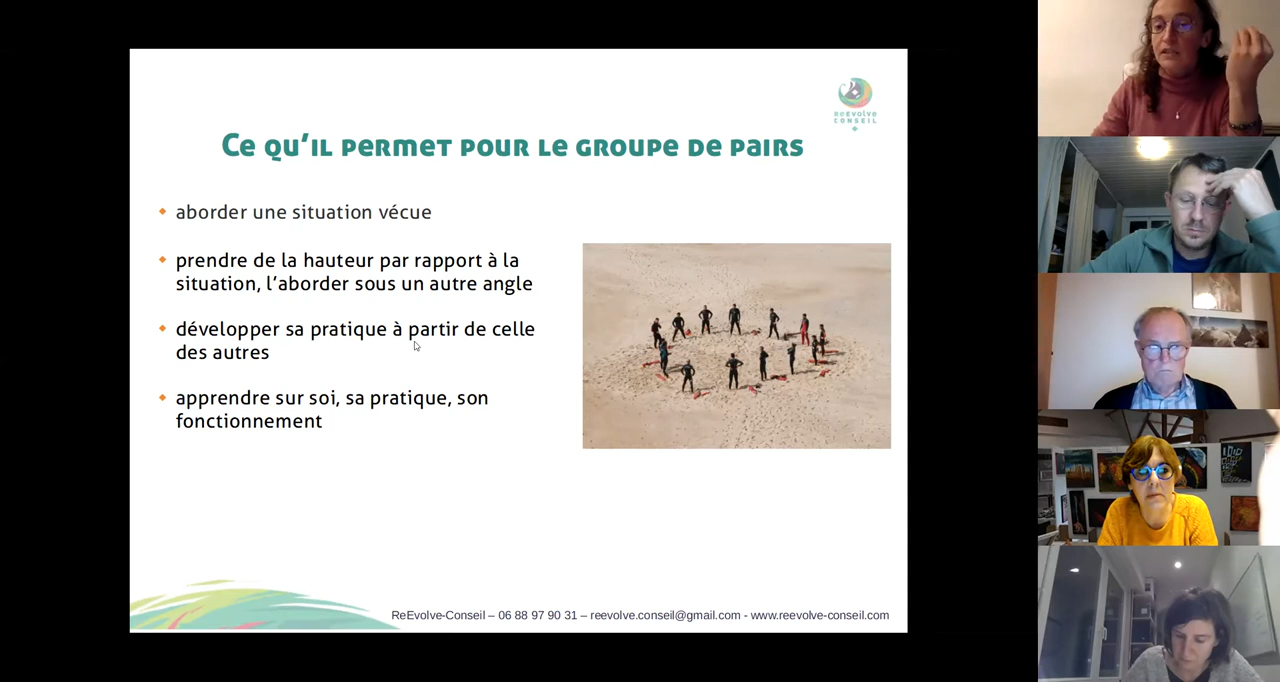 ReEvolve
CONSEIL
Ce qu'il permet pour le groupe de pairs
aborder une situation vécue
prendre de la hauteur par rapport à la
situation, l'aborder sous un autre angle
développer sa pratique à partir de celle
des autres
apprendre sur soi, sa pratique, son
fonctionnement
ReEvolve-Conseil – 06 88 97 90 31 – reevolve.conseil@gmail.com - www.reevolve-conseil.com